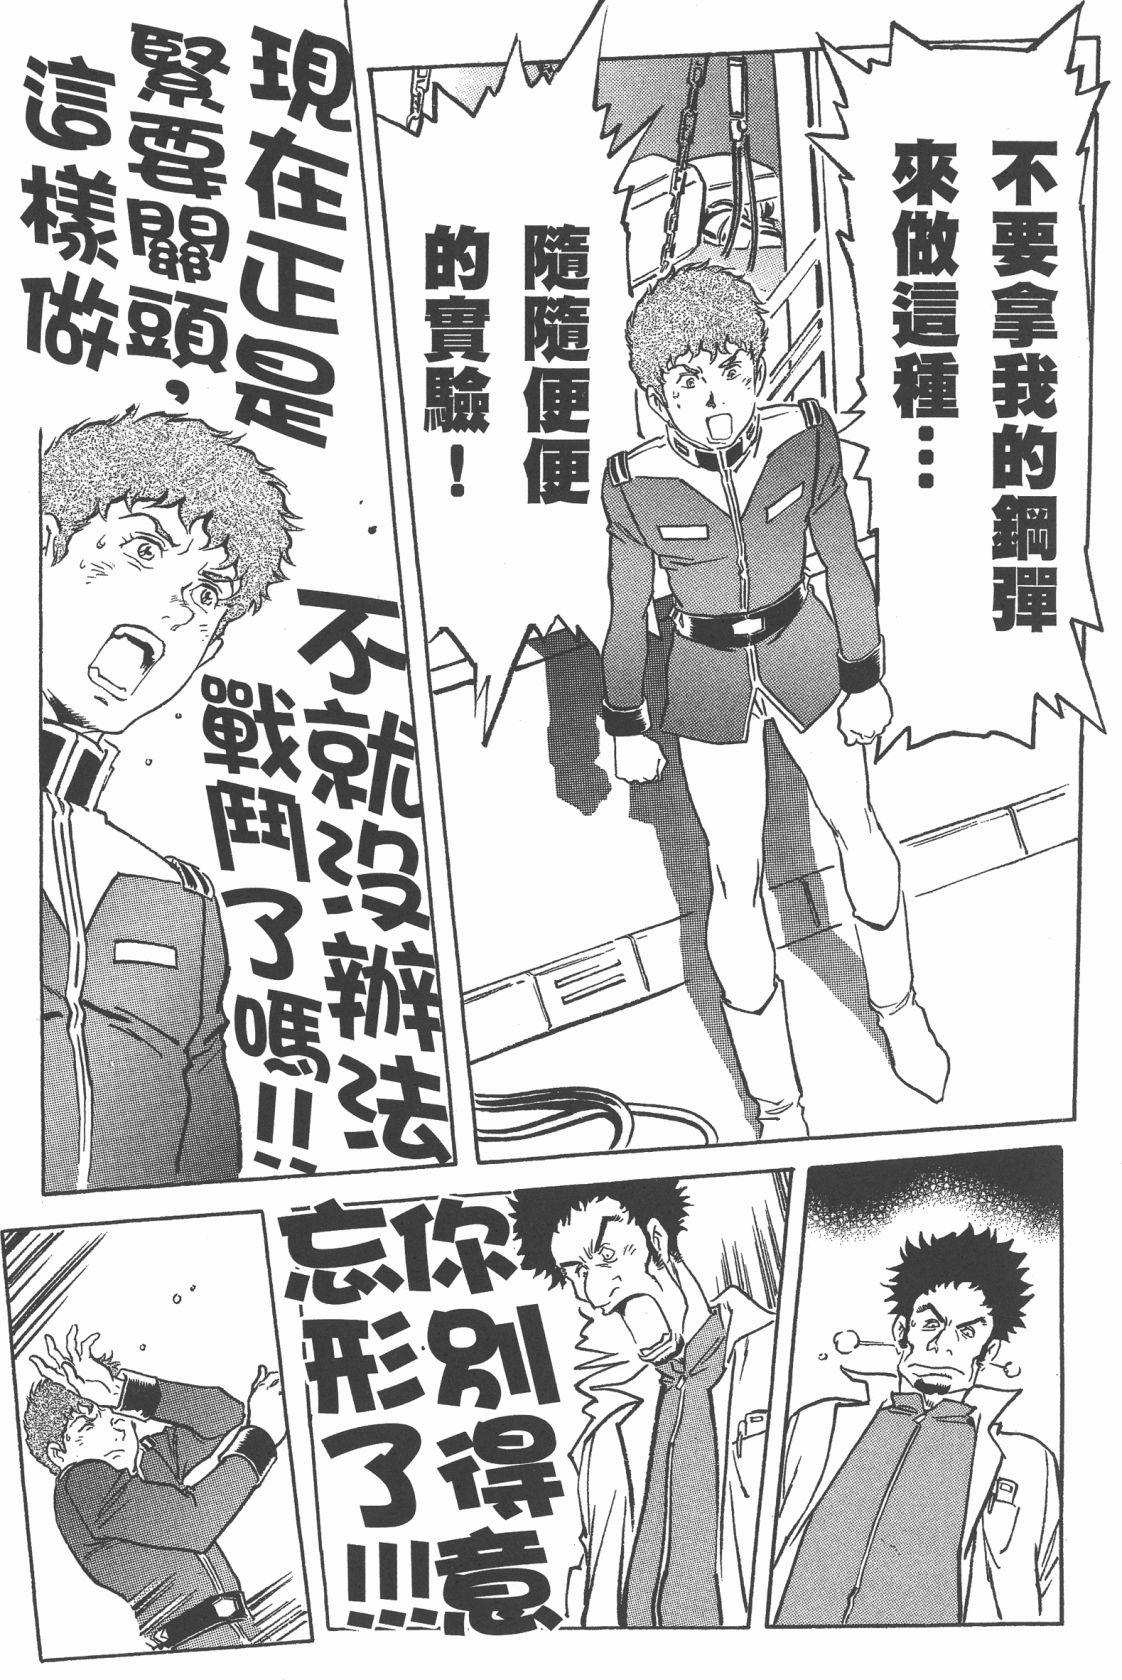 不要拿我的鋼彈
來做這種…
隨隨便便
的實驗！
現在正是
緊要關頭，
這樣做
不就沒辦法
戰鬥了嗎！！
你別得意
忘形了！！！